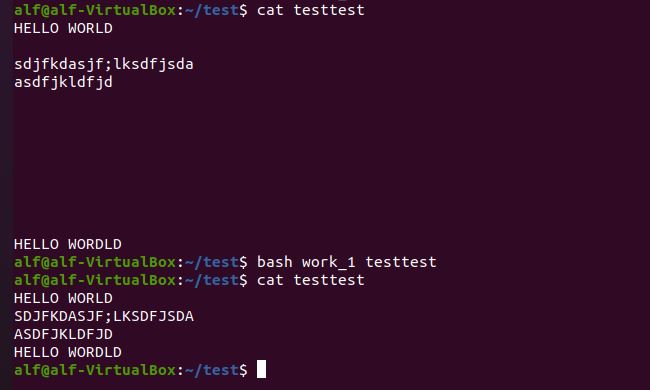 alf@alf-VirtualBox:~/test$ cat testtest
HELLO WORLD
sdjfkdasjf;lksdfjsda
asdfjkldfjd
HELLO WORDLD
alf@alf-VirtualBox:~/test$ bash work_1 testtest
alf@alf-VirtualBox:~/test$ cat testtest
HELLO WORLD
SDJFKDASJF;LKSDFJSDA
ASDFJKLDFJD
HELLO WORDLD
alf@alf-VirtualBox:~/test$